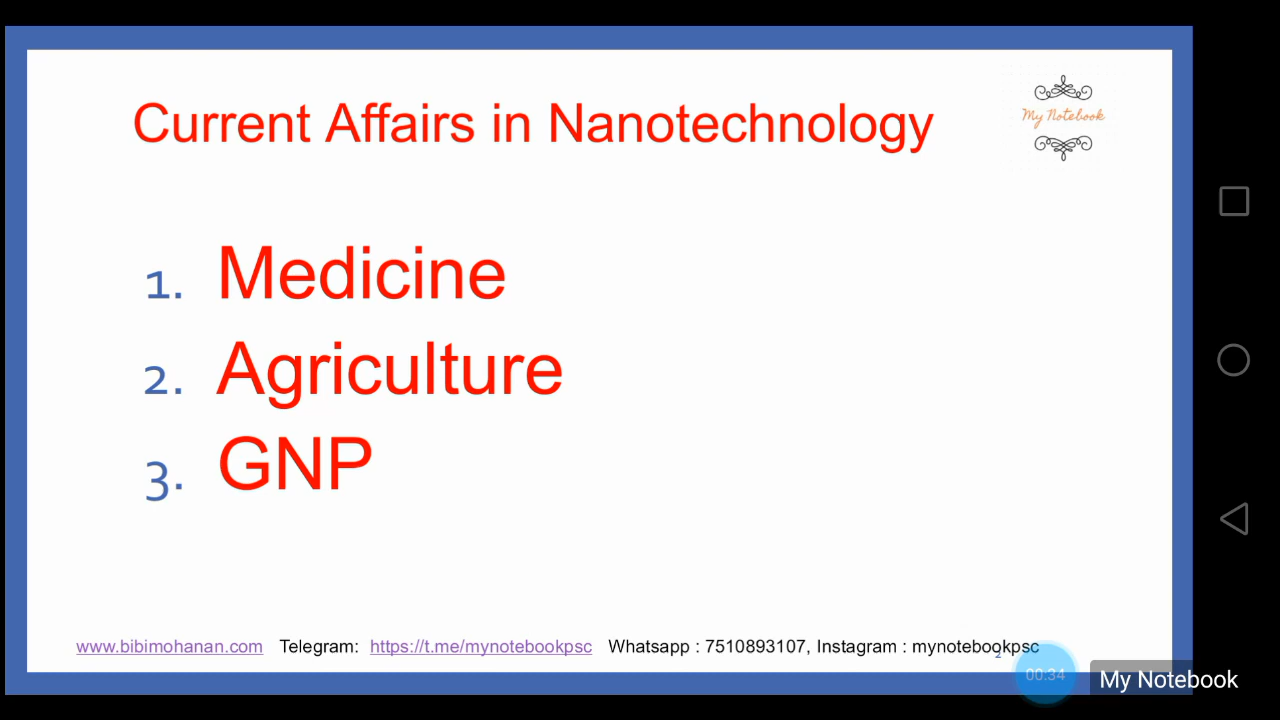 Current Affairs in Nanotechnology
My Notebook
1. Medicine
2. Agriculture
3. GNP
www.bibimohanan.com Telegram: https://t.me/mynotebookpsc Whatsapp : 7510893107, Instagram : mynotebookpsc
2
00:34
My Notebook